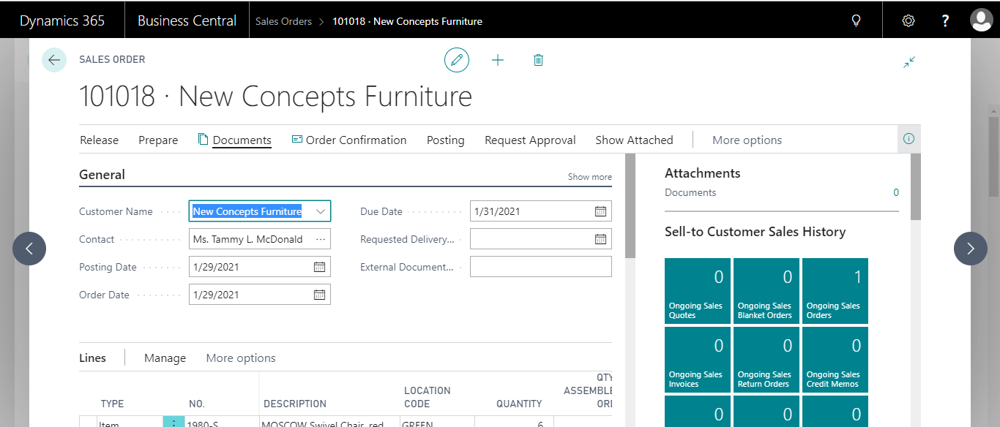 Dynamics 365 Business Central Sales Orders > 101018 · New Concepts Furniture ?
SALES ORDER
101018 · New Concepts Furniture
Release Prepare Documents Order Confirmation Posting Request Approval Show Attached More options
General Show more
Customer Name New Concepts Furniture
Contact Ms. Tammy L. McDonald ...
Posting Date 1/29/2021
Order Date 1/29/2021
Due Date 1/31/2021
Requested Delivery...
External Document...
Lines Manage More options
TYPE NO. DESCRIPTION LOCATION CODE QUANTITY QTY ASSEMBLE ORI
Item 1980-S MOSCOW Swivel Chair, red GREEN 6
Attachments
Documents 0
Sell-to Customer Sales History
0 Ongoing Sales Quotes
0 Ongoing Sales Blanket Orders
1 Ongoing Sales Orders
0 Ongoing Sales Invoices
0 Ongoing Sales Return Orders
0 Ongoing Sales Credit Memos
0
0
0